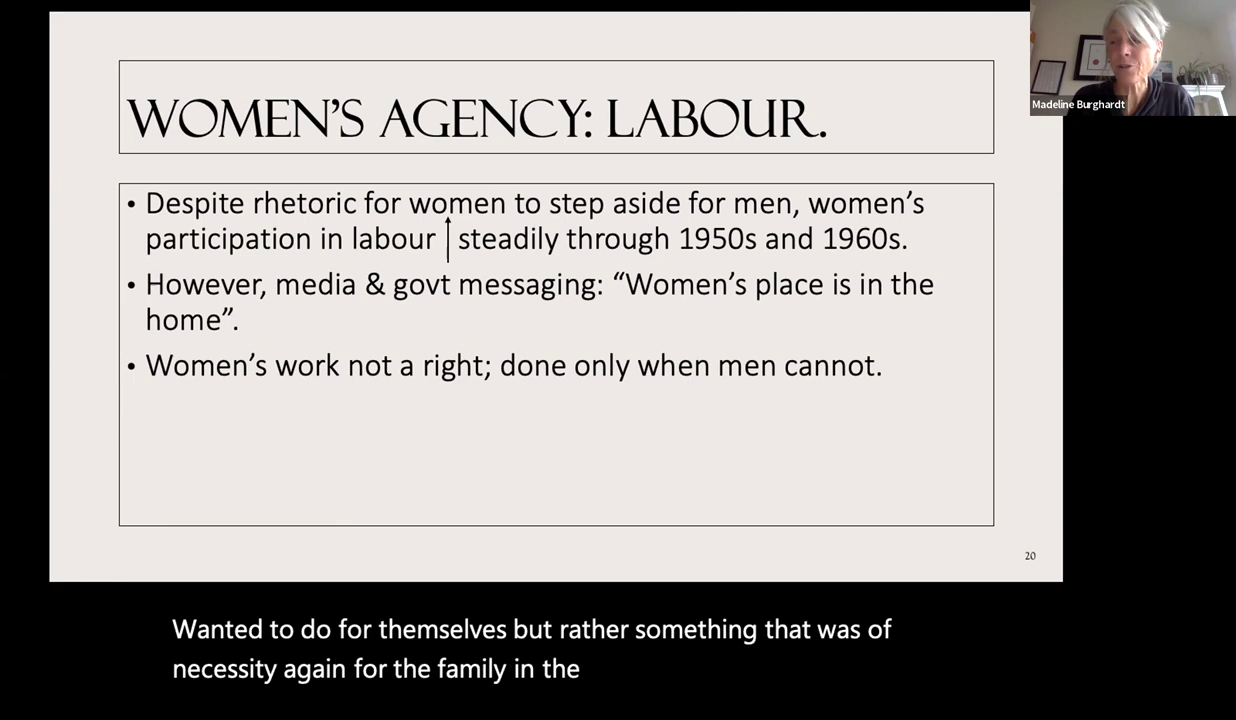 WOMEN'S AGENCY: LABOUR.
Madeline Burghardt
• Despite rhetoric for women to step aside for men, women's
participation in labour ↑ steadily through 1950s and 1960s.
• However, media & govt messaging: “Women's place is in the
home”.
• Women's work not a right; done only when men cannot.
20
Wanted to do for themselves but rather something that was of
necessity again for the family in the